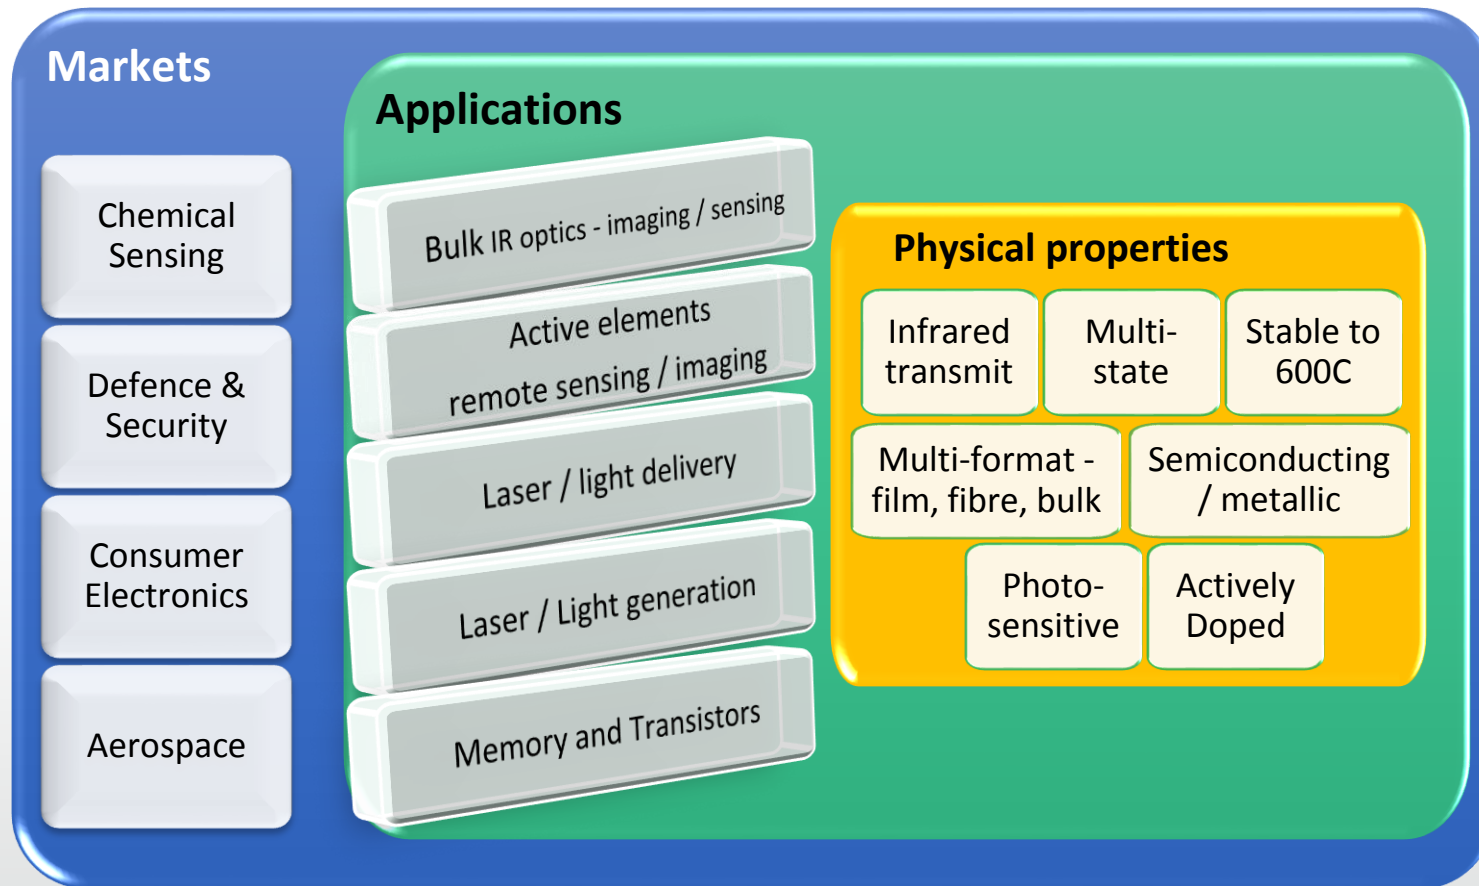 Markets
Chemical
Sensing
Defence &
Security
Consumer
Electronics
Aerospace
Applications
Bulk IR optics - imaging / sensing
Active elements
remote sensing / imaging
Laser / light delivery
Laser / Light generation
Memory and Transistors
Physical properties
Infrared
transmit
Multi-
state
Stable to
600C
Multi-format -
film, fibre, bulk
Semiconducting
/ metallic
Photo-
sensitive
Actively
Doped